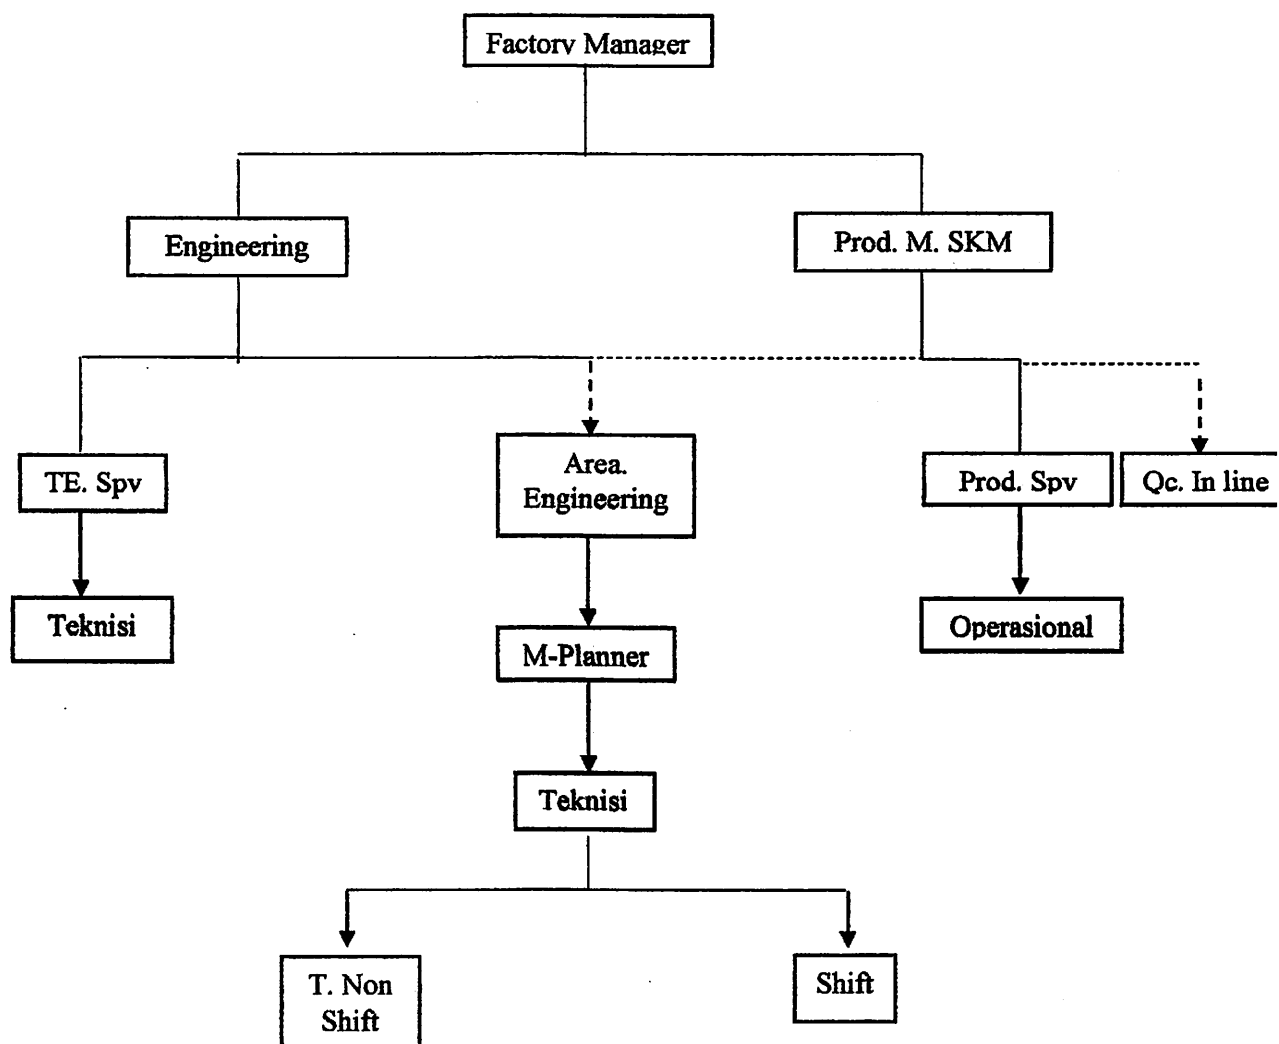 Factory Manager
Engineering
Prod. M. SKM
TE. Spv
Area.
Engineering
Prod. Spv
Qc. In line
Teknisi
M-Planner
Operasional
Teknisi
T. Non
Shift
Shift